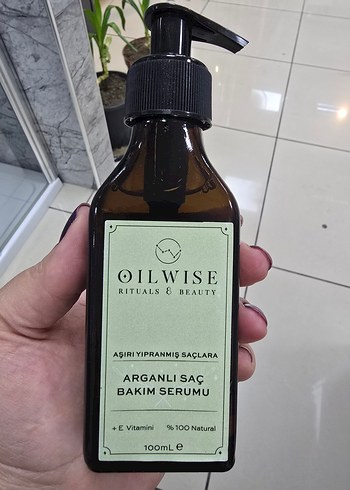 OILWISE
RITUALS & BEAUTY
AŞIRI YIPRANMIŞ SAÇLARA
ARGANLI SAÇ
BAKIM SERUMU
+ E Vitamini % 100 Natural
100mL e